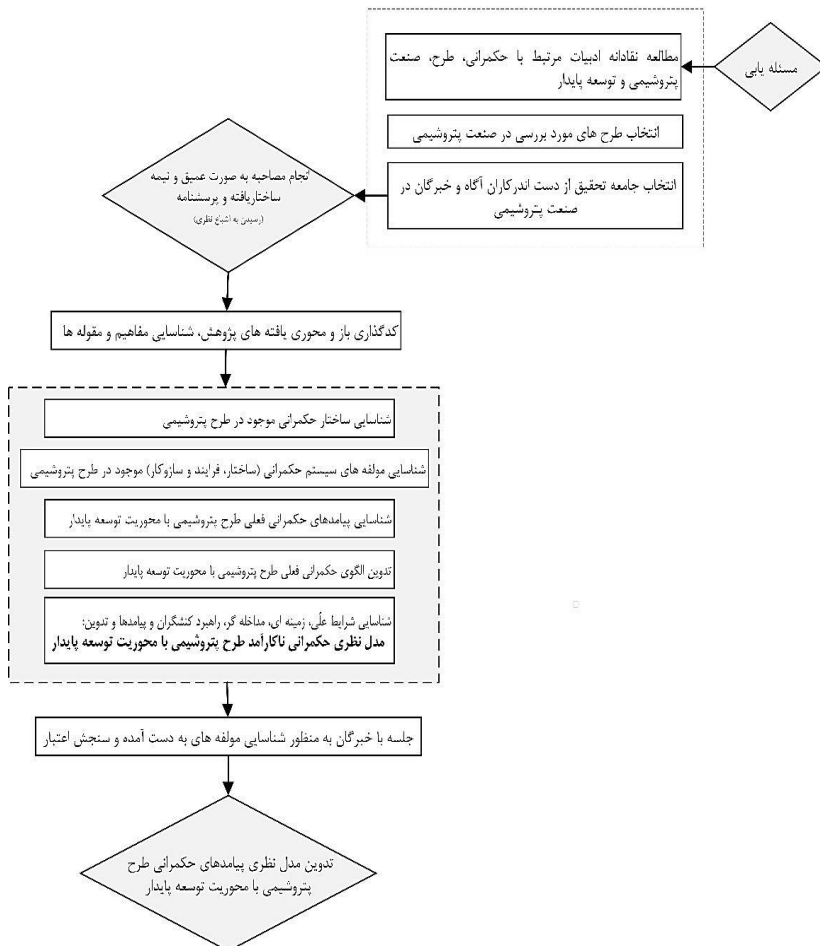 مسئله یابی
مطالعه نقادانه ادبیات مرتبط با حکمرانی، طرح، صنعت
پتروشیمی و توسعه پایدار
انتخاب طرح های مورد بررسی در صنعت پتروشیمی
انتخاب جامعه تحقیق از دست اندرکاران آگاه و خبرگان در
صنعت پتروشیمی
انجام مصاحبه به صورت عمیق و نیمه
ساختاریافته و پرسشنامه
(رسیدن به اشباع نظری)
کدگذاری باز و محوری یافته های پژوهش، شناسایی مفاهیم و مقوله ها
شناسایی ساختار حکمرانی موجود در طرح پتروشیمی
شناسایی مولفه های سیستم حکمرانی (ساختار، فرایند و سازوکار) موجود در طرح پتروشیمی
شناسایی پیامدهای حکمرانی فعلی طرح پتروشیمی با محوریت توسعه پایدار
تدوین الگوی حکمرانی فعلی طرح پتروشیمی با محوریت توسعه پایدار
شناسایی شرایط علّی، زمینه ای، مداخله گر، راهبرد کنشگران و پیامدها و تدوین:
مدل نظری حکمرانی ناکارآمد طرح پتروشیمی با محوریت توسعه پایدار
جلسه با خبرگان به منظور شناسایی مولفه های به دست آمده و سنجش اعتبار
تدوین مدل نظری پیامدهای حکمرانی طرح
پتروشیمی با محوریت توسعه پایدار